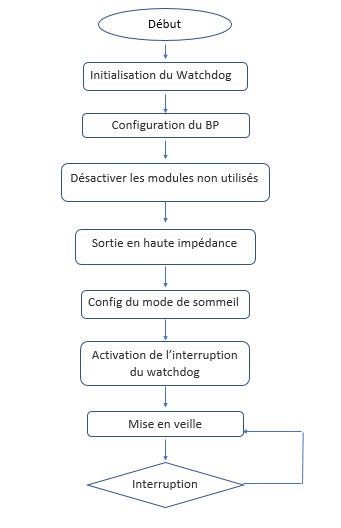 Début
Initialisation du Watchdog
Configuration du BP
Désactiver les modules non utilisés
Sortie en haute impédance
Config du mode de sommeil
Activation de l'interruption
du watchdog
Mise en veille
Interruption